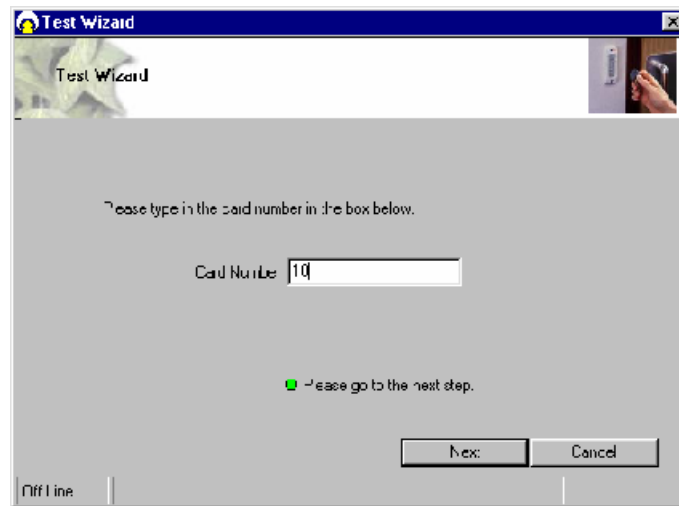 Test Wizard
Test Wizard
Please type in the card number in the box below.
Card Number 10
Please go to the next step.
Next Cancel
Off Line